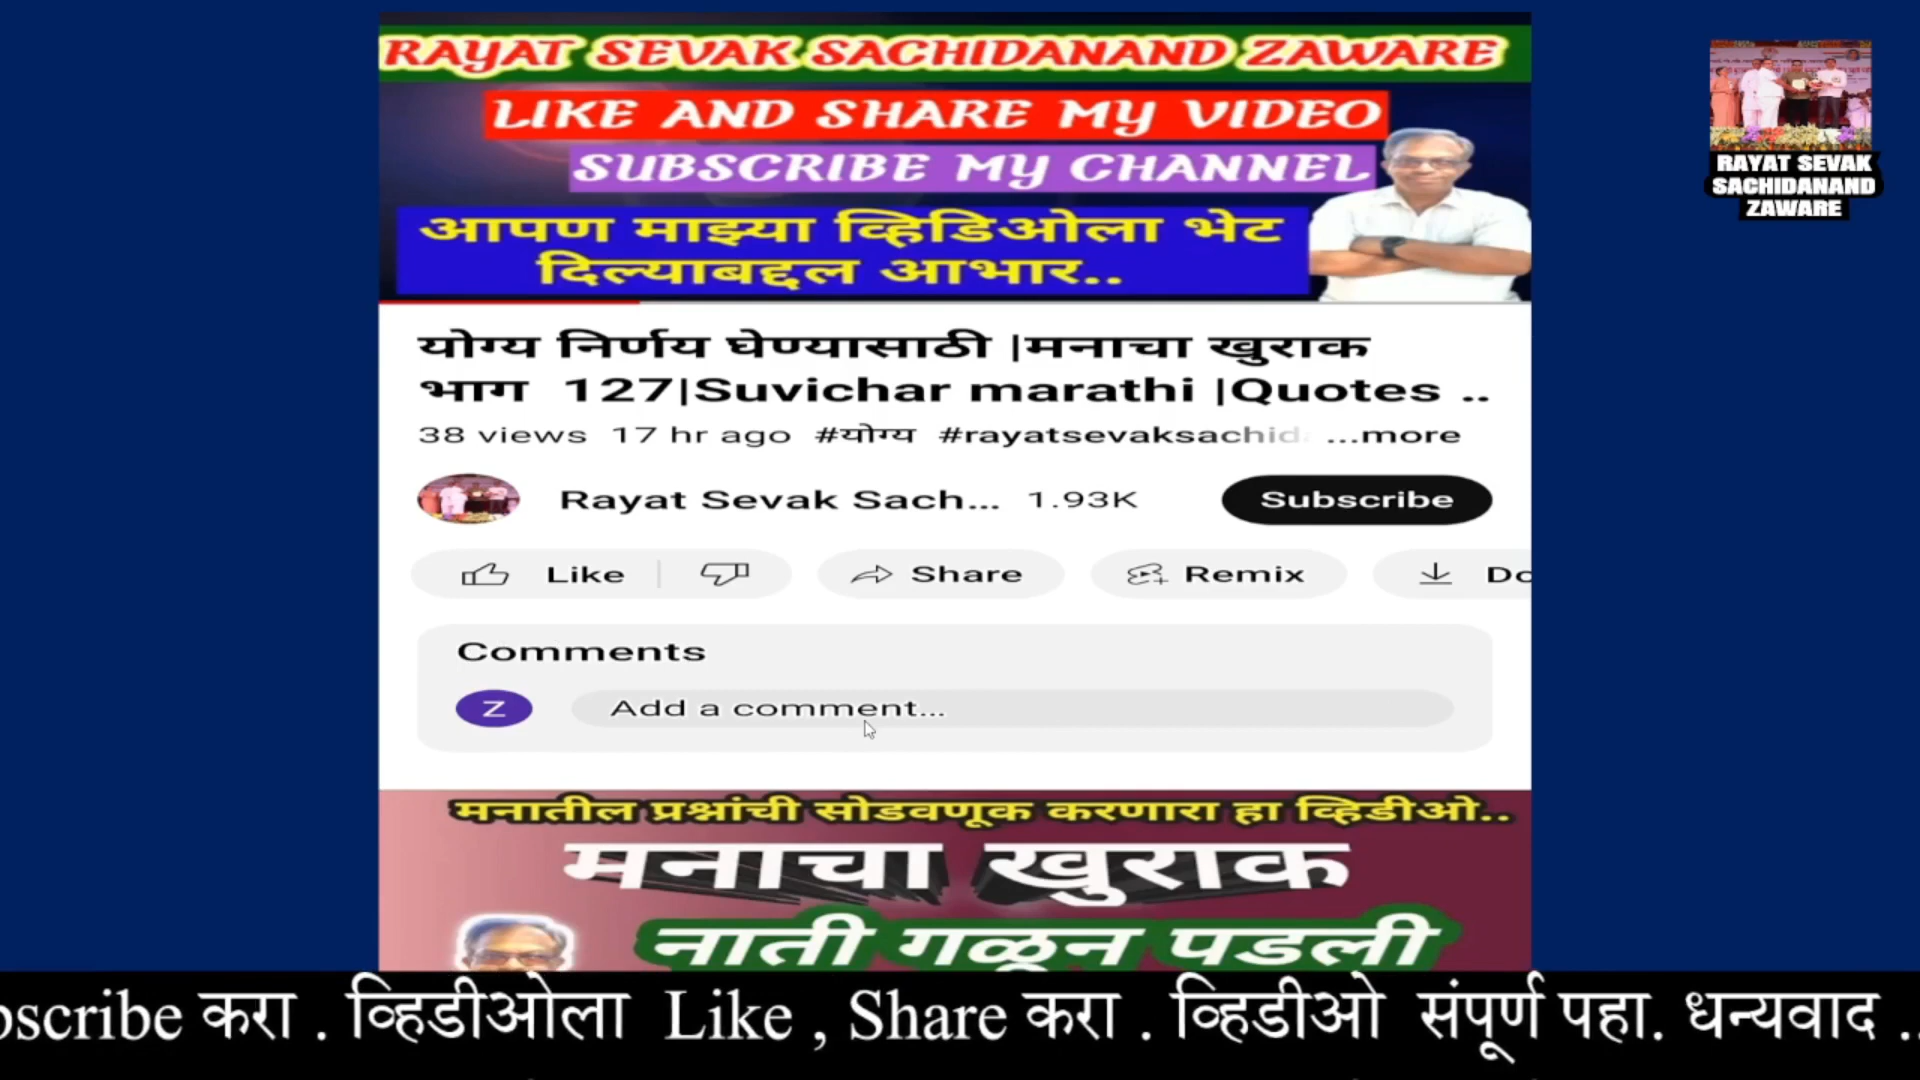 RAYAT SEVAK SACHIDANAND ZAWARE
LIKE AND SHARE MY VIDEO
SUBSCRIBE MY CHANNEL
आपण माझ्या व्हिडिओला भेट
दिल्याबद्दल आभार..
RAYAT SEVAK
SACHIDANAND
ZAWARE
योग्य निर्णय घेण्यासाठी |मनाचा खुराक
भाग 127|Suvichar marathi |Quotes ..
38 views 17 hr ago #योग्य #rayatsevaksachid ...more
Rayat Sevak Sach... 1.93K Subscribe
Like Share Remix Do
Comments
Z Add a comment...
मनातील प्रश्नांची सोडवणूक करणारा हा व्हिडीओ..
मनाचा खुराक
नाती गळून पडली
bscribe करा . व्हिडीओला Like , Share करा . व्हिडीओ संपूर्ण पहा. धन्यवाद ..